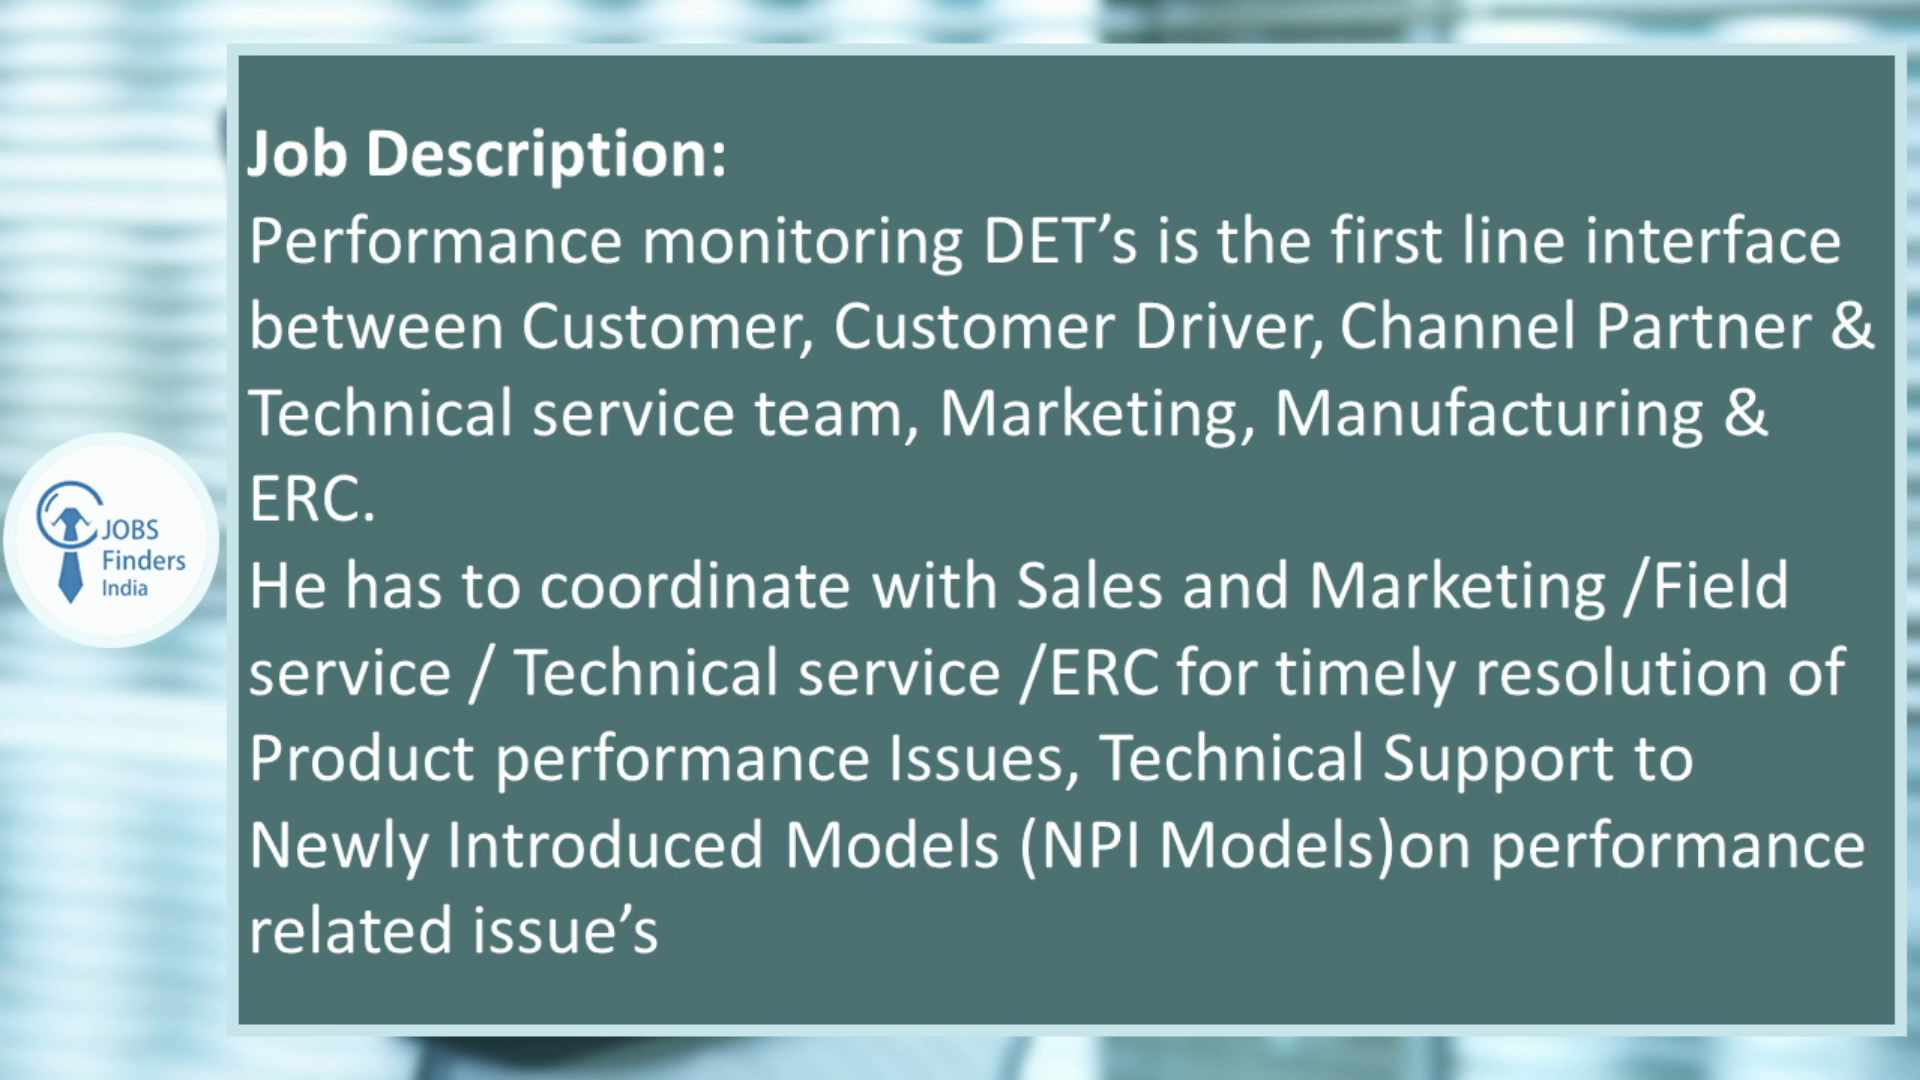 Job Description:
Performance monitoring DET’s is the first line interface
between Customer, Customer Driver, Channel Partner &
Technical service team, Marketing, Manufacturing &
ERC.
He has to coordinate with Sales and Marketing /Field
service / Technical service /ERC for timely resolution of
Product performance Issues, Technical Support to
Newly Introduced Models (NPI Models)on performance
related issue’s
JOBS
Finders
India